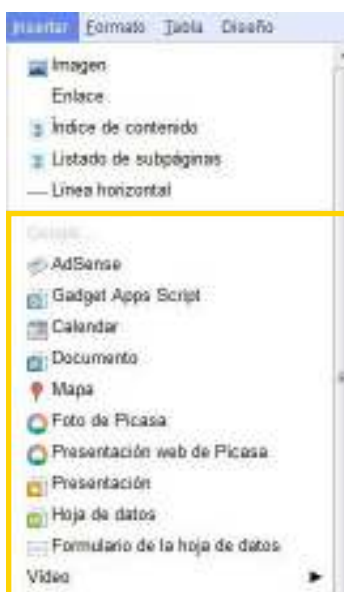 Insertar Formato Tabla Diseño
Imagen
Enlace
Índice de contenido
Listado de subpáginas
Línea horizontal
AdSense
Gadget Apps Script
Calendar
Documento
Mapa
Foto de Picasa
Presentación web de Picasa
Presentación
Hoja de datos
Formulario de la hoja de datos
Vídeo